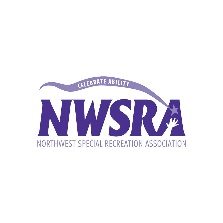 CELEBRATE ABILITY
NWSRA
NORTHWEST SPECIAL RECREATION ASSOCIATION